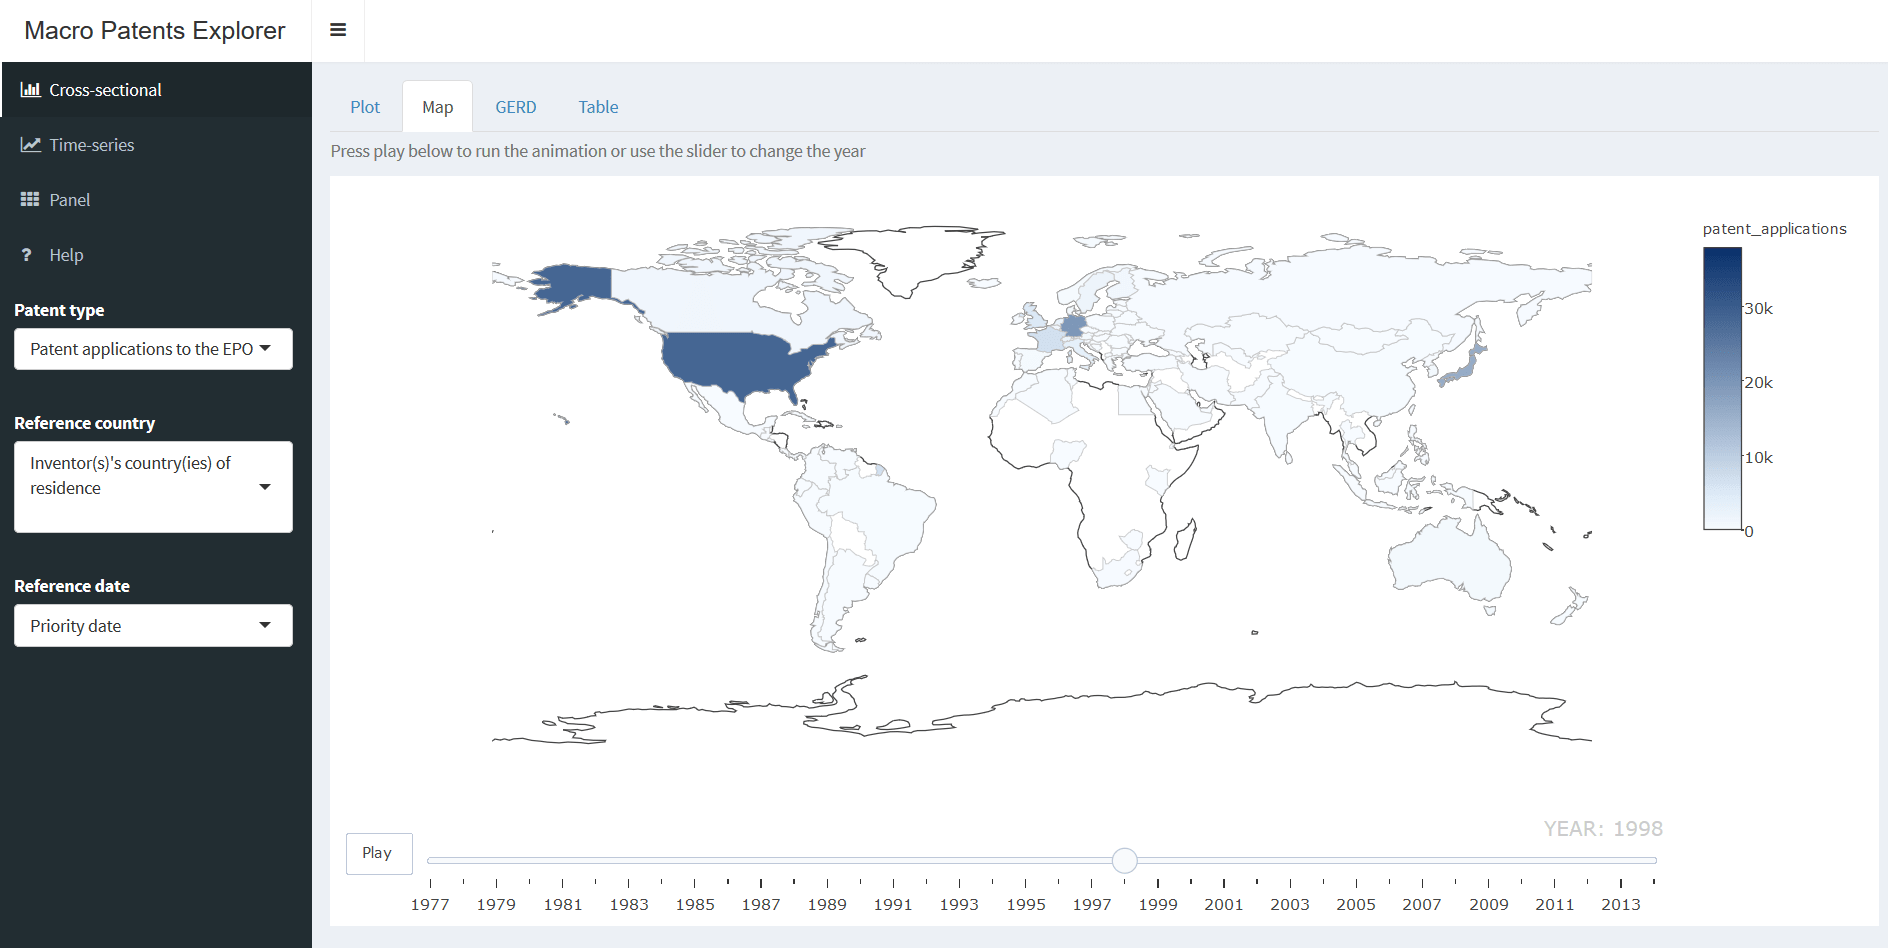 Macro Patents Explorer
Cross-sectional
Time-series
Panel
Help
Patent type
Patent applications to the EPO
Reference country
Inventor(s)'s country(ies) of
residence
Reference date
Priority date
Plot Map GERD Table
Press play below to run the animation or use the slider to change the year
patent_applications
30k
20k
10k
0
YEAR: 1998
Play
1977 1979 1981 1983 1985 1987 1989 1991 1993 1995 1997 1999 2001 2003 2005 2007 2009 2011 2013